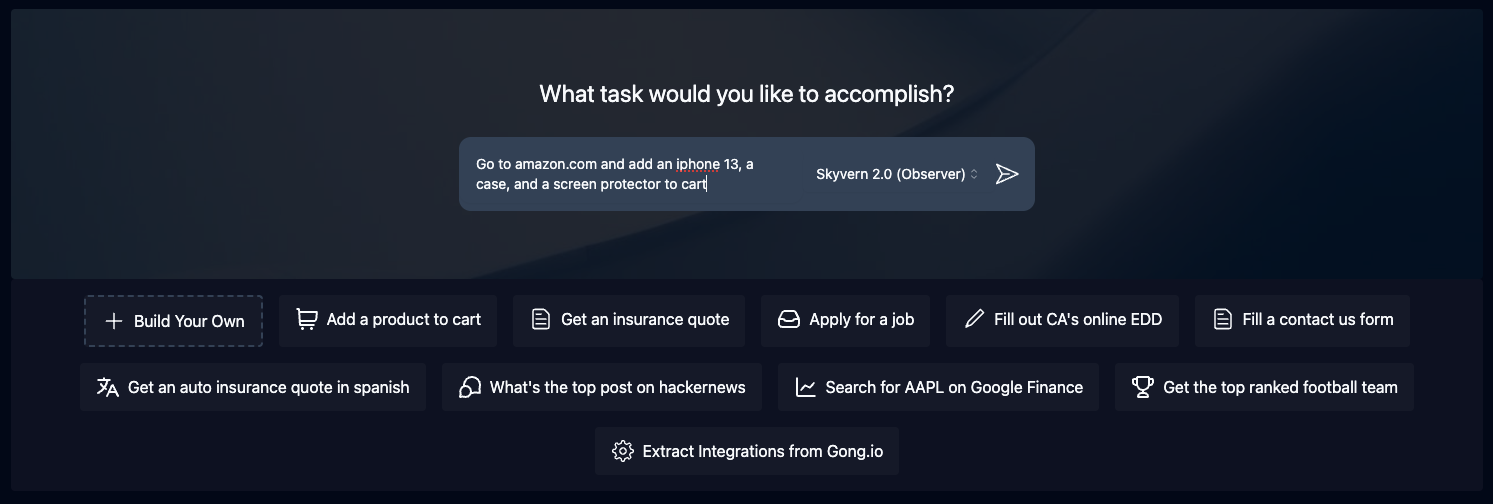 What task would you like to accomplish?
Go to amazon.com and add an iphone 13, a
case, and a screen protector to cart
Skyvern 2.0 (Observer)
Build Your Own
Add a product to cart
Get an insurance quote
Apply for a job
Fill out CA's online EDD
Fill a contact us form
Get an auto insurance quote in spanish
What's the top post on hackernews
Search for AAPL on Google Finance
Get the top ranked football team
Extract Integrations from Gong.io